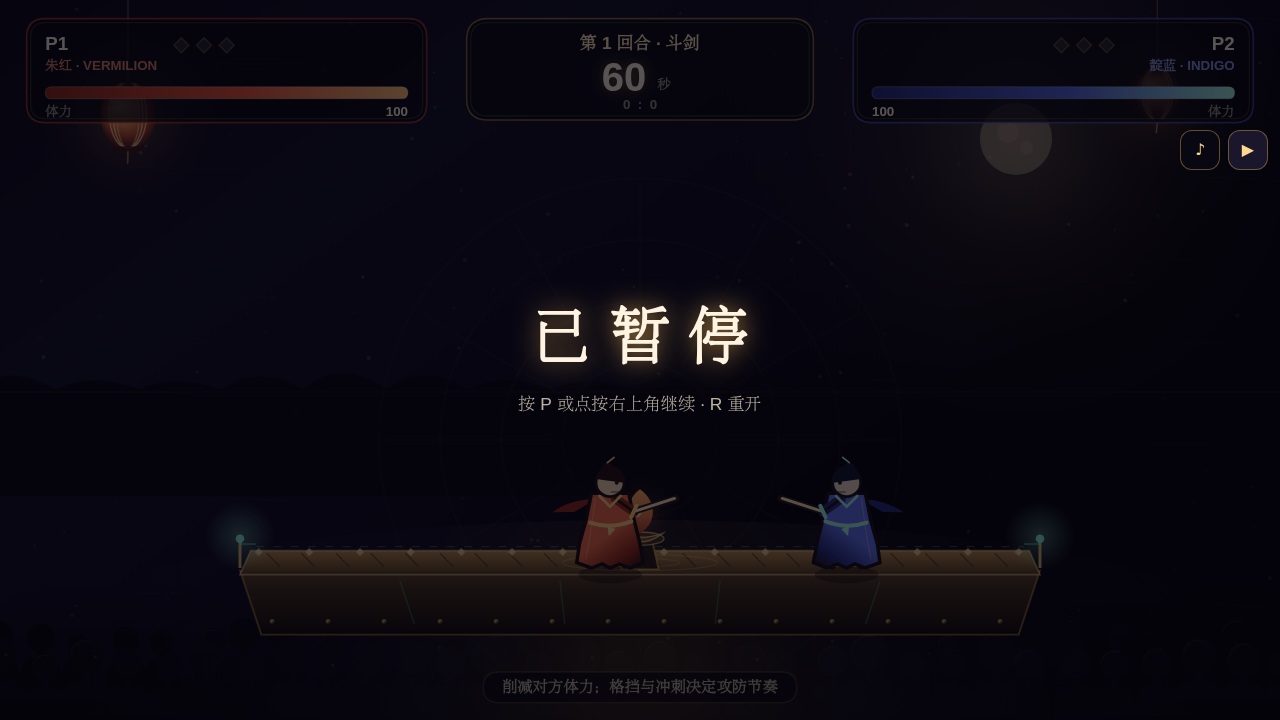 P1
朱红 · VERMILION
体力
100
第 1 回合 · 斗剑
60 秒
0 : 0
P2
靛蓝 · INDIGO
100
体力
♪
▶
已暂停
按 P 或点按右上角继续 · R 重开
削减对方体力；格挡与冲刺决定攻防节奏